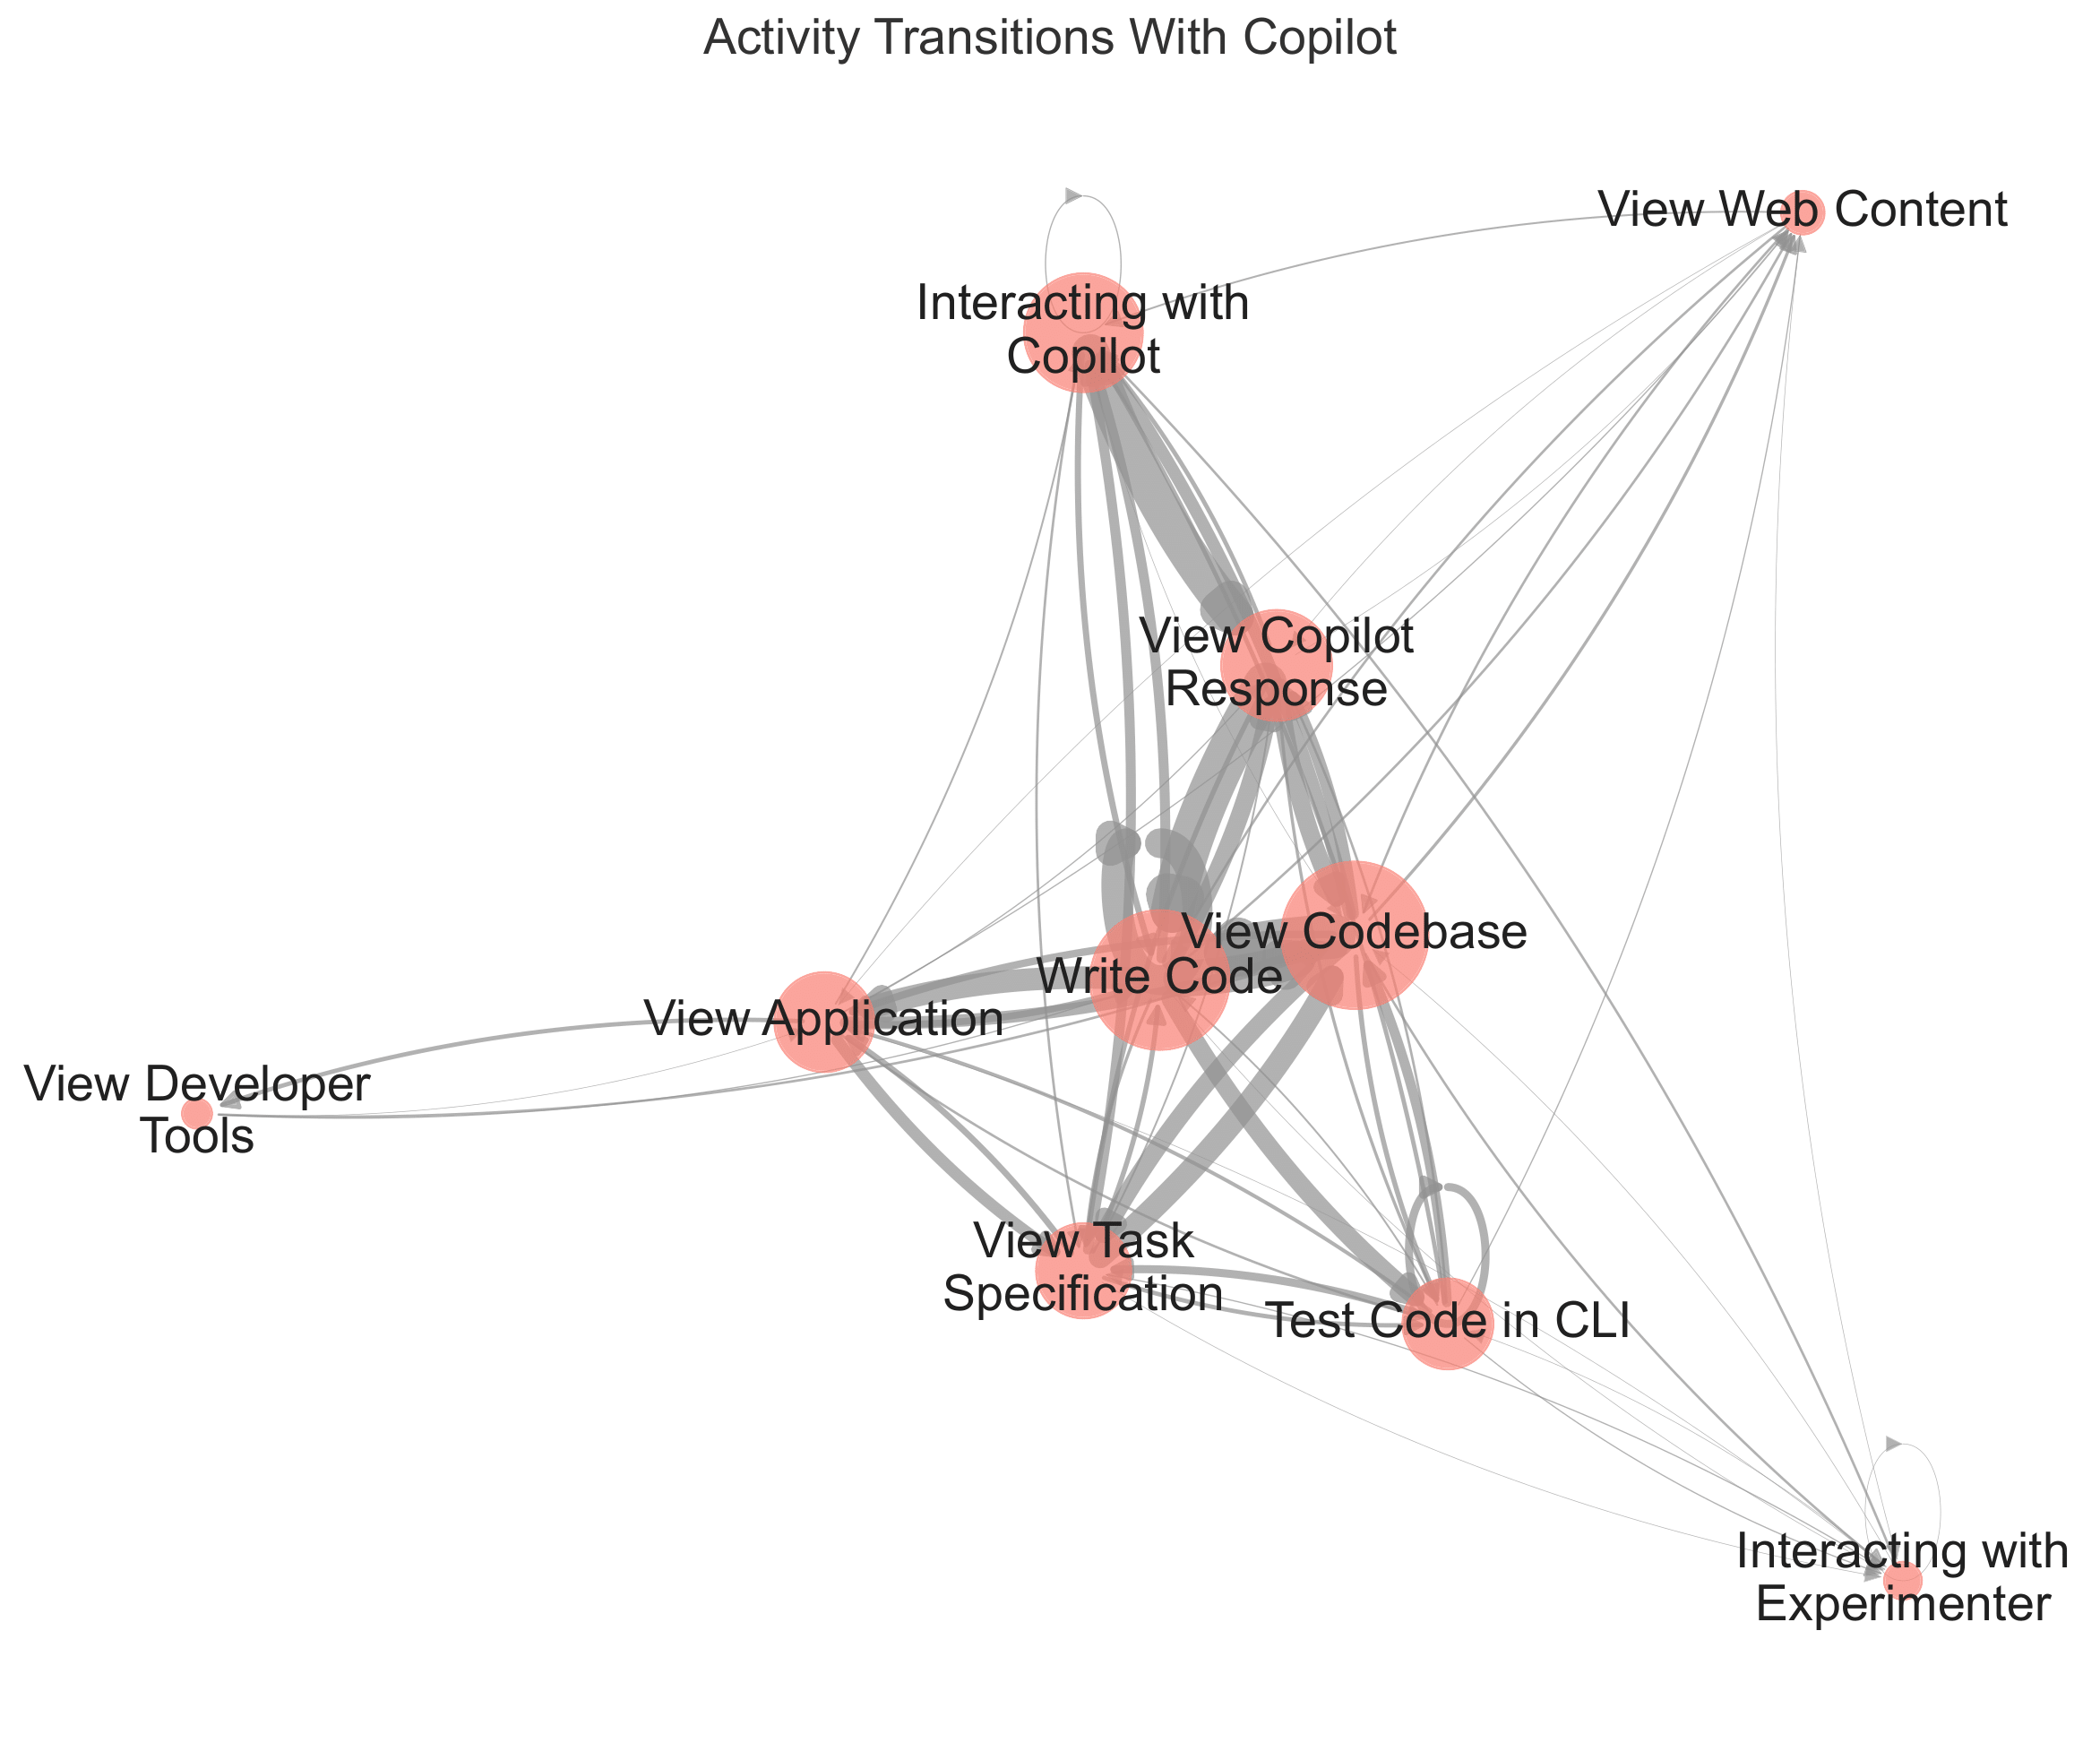 Activity Transitions With Copilot
View Web Content
Interacting with
Copilot
View Copilot
Response
View Codebase
Write Code
View Application
View Developer
Tools
View Task
Specification
Test Code in CLI
Interacting with
Experimenter